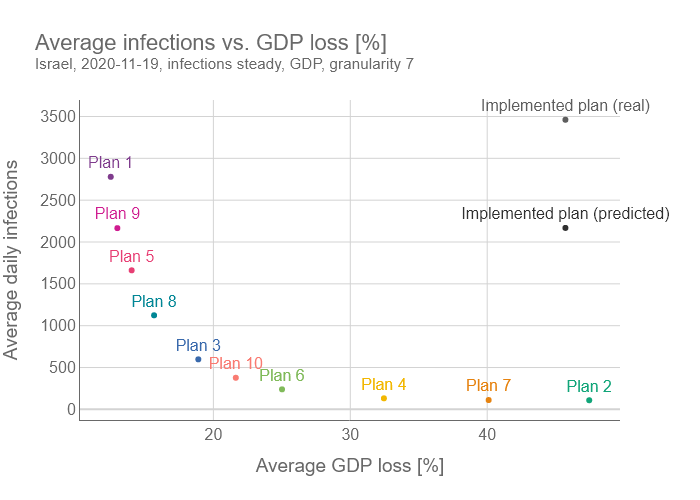 Average infections vs. GDP loss [%]
Israel, 2020-11-19, infections steady, GDP, granularity 7
Implemented plan (real)
3500
Plan 1
3000
Plan 9
Implemented plan (predicted)
2500
Plan 5
2000
Plan 8
1500
Plan 3
1000
Plan 10
Plan 6
Plan 4
Plan 7
Plan 2
500
0
20
30
40
Average daily infections
Average GDP loss [%]